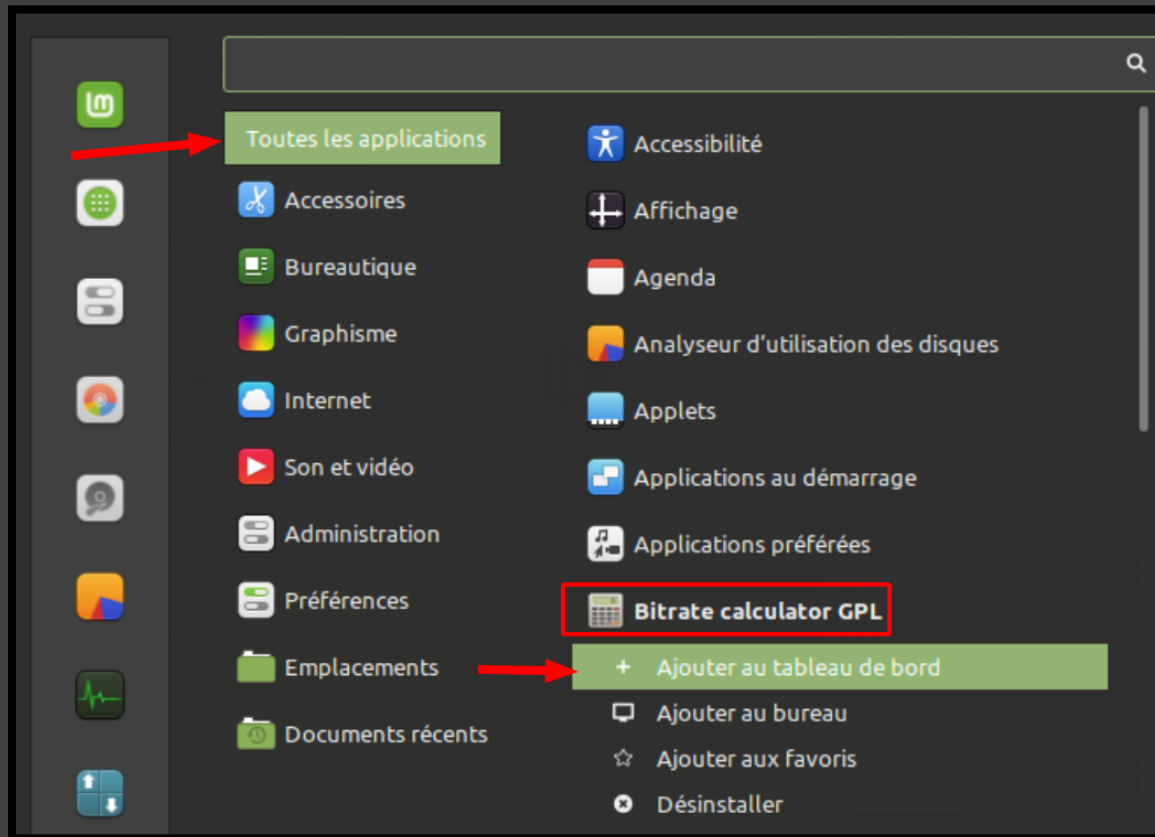 Toutes les applications
Accessoires
Bureautique
Graphisme
Internet
Son et vidéo
Administration
Préférences
Emplacements
Documents récents
Accessibilité
Affichage
Agenda
Analyseur d’utilisation des disques
Applets
Applications au démarrage
Applications préférées
Bitrate calculator GPL
Ajouter au tableau de bord
Ajouter au bureau
Ajouter aux favoris
Désinstaller